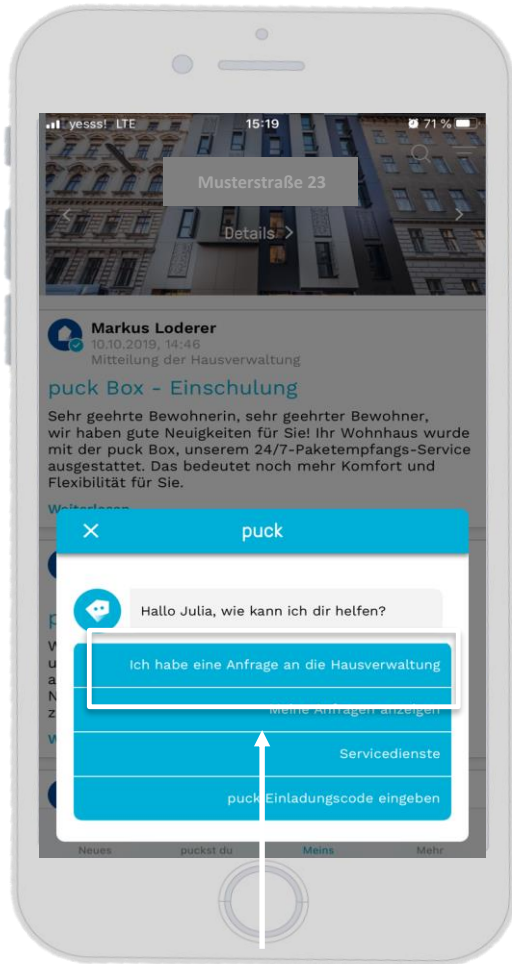 yesss! LTE 15:19 71 %
Musterstraße 23
Details >
Markus Loderer
10.10.2019, 14:46
Mitteilung der Hausverwaltung
puck Box - Einschulung
Sehr geehrte Bewohnerin, sehr geehrter Bewohner,
wir haben gute Neuigkeiten für Sie! Ihr Wohnhaus wurde
mit der puck Box, unserem 24/7-Paketempfangs-Service
ausgestattet. Das bedeutet noch mehr Komfort und
Flexibilität für Sie.
Weiterlesen
puck
Hallo Julia, wie kann ich dir helfen?
Ich habe eine Anfrage an die Hausverwaltung
Meine Anfragen anzeigen
Servicedienste
puck Einladungscode eingeben
Neues puckst du Meins Mehr